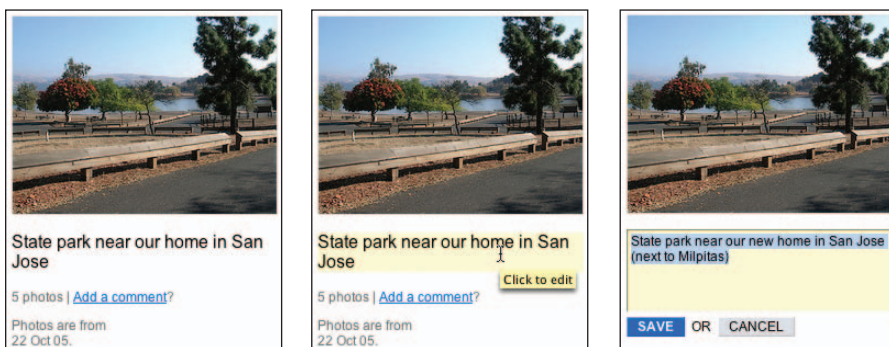 State park near our home in San
Jose
5 photos | Add a comment?
Photos are from
22 Oct 05.
State park near our home in San
Jose
Click to edit
5 photos | Add a comment?
Photos are from
22 Oct 05.
State park near our new home in San Jose
(next to Milpitas)
SAVE OR CANCEL